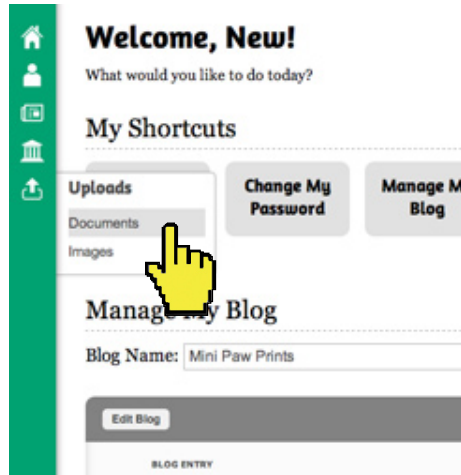 Welcome, New!
What would you like to do today?
My Shortcuts
Uploads
Documents
Images
Change My
Password
Manage M
Blog
Manage My Blog
Blog Name: Mini Paw Prints
Edit Blog
BLOG ENTRY